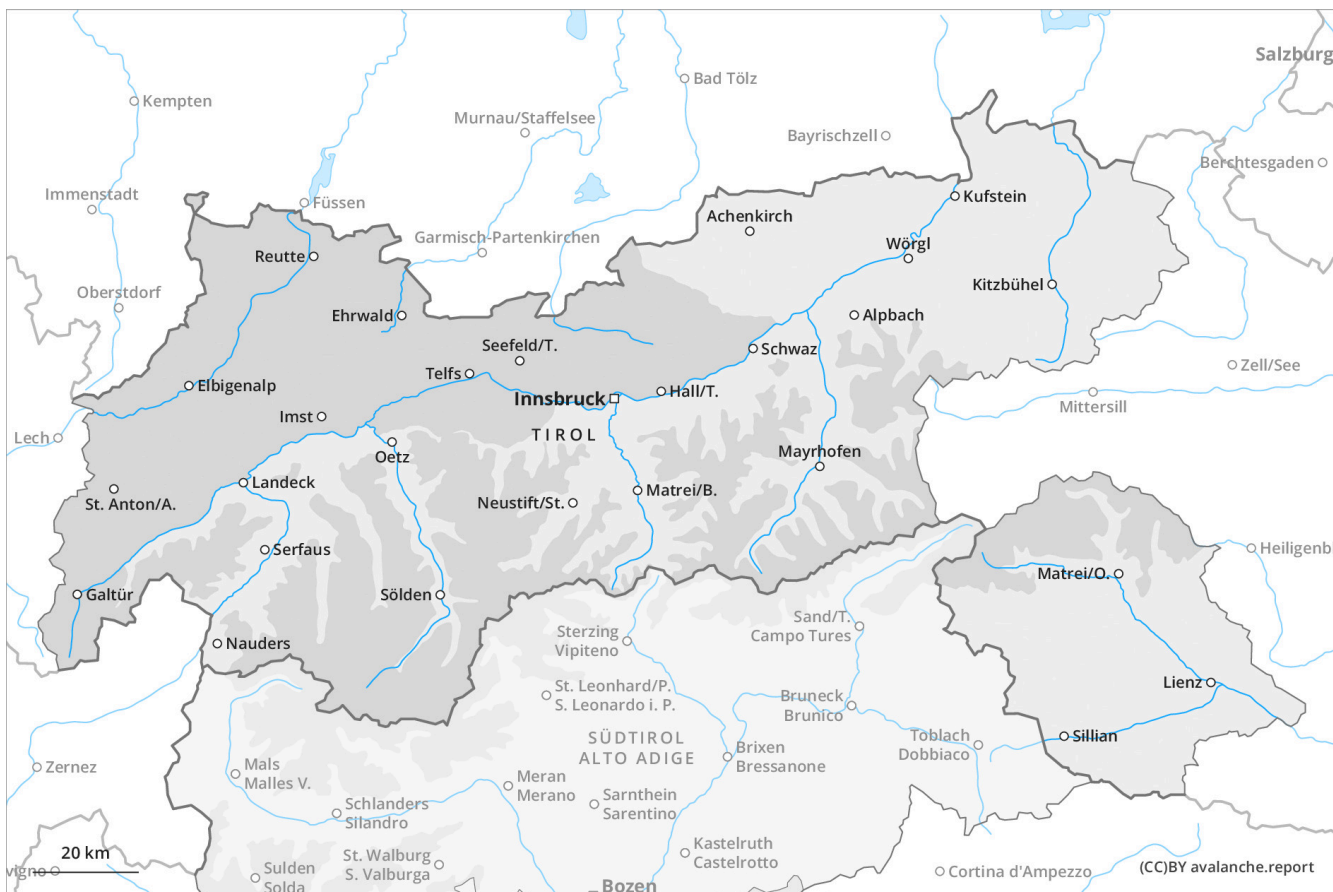 Salzburg
Bad Tölz
Kempten
Murnau/Staffelsee
Bayrischzell
Berchtesgaden
Immenstadt
Füssen
Kufstein
Achenkirch
Garmisch-Partenkirchen
Wörgl
Reutte
Kitzbühel
Oberstdorf
Ehrwald
Alpbach
Seefeld/T.
Schwaz
Zell/See
Telfs
Elbigenalp
Hall/T.
Mittersill
Innsbruck
Imst
Lech
TIROL
Oetz
Mayrhofen
Landeck
Matrei/B.
St. Anton/A.
Neustift/St.
Serfaus
Heiligenb
Matrei/O.
Galtür
Sölden
Sand/T.
Campo Tures
Sterzing
Vipiteno
Nauders
Lienz
St. Leonhard/P.
S. Leonardo i. P.
Bruneck
Brunico
SÜDTIROL
ALTO ADIGE
Toblach
Dobbiaco
Sillian
Brixen
Bressanone
Zernez
Mals
Malles V.
Meran
Merano
Schlanders
Silandro
Sarnthein
Sarentino
Kastelruth
Castelrotto
20 km
vigno
St. Walburg
S. Valburga
Sulden
Solda
Cortina d'Ampezzo
(CC)BY avalanche.report
Bozen